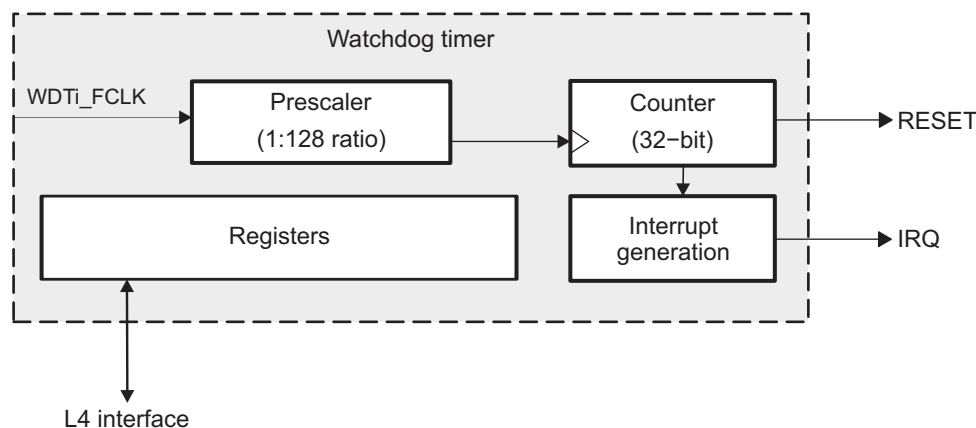 Watchdog timer
WDTi_FCLK
Prescaler
(1:128 ratio)
Counter
(32−bit)
RESET
Registers
Interrupt
generation
IRQ
L4 interface